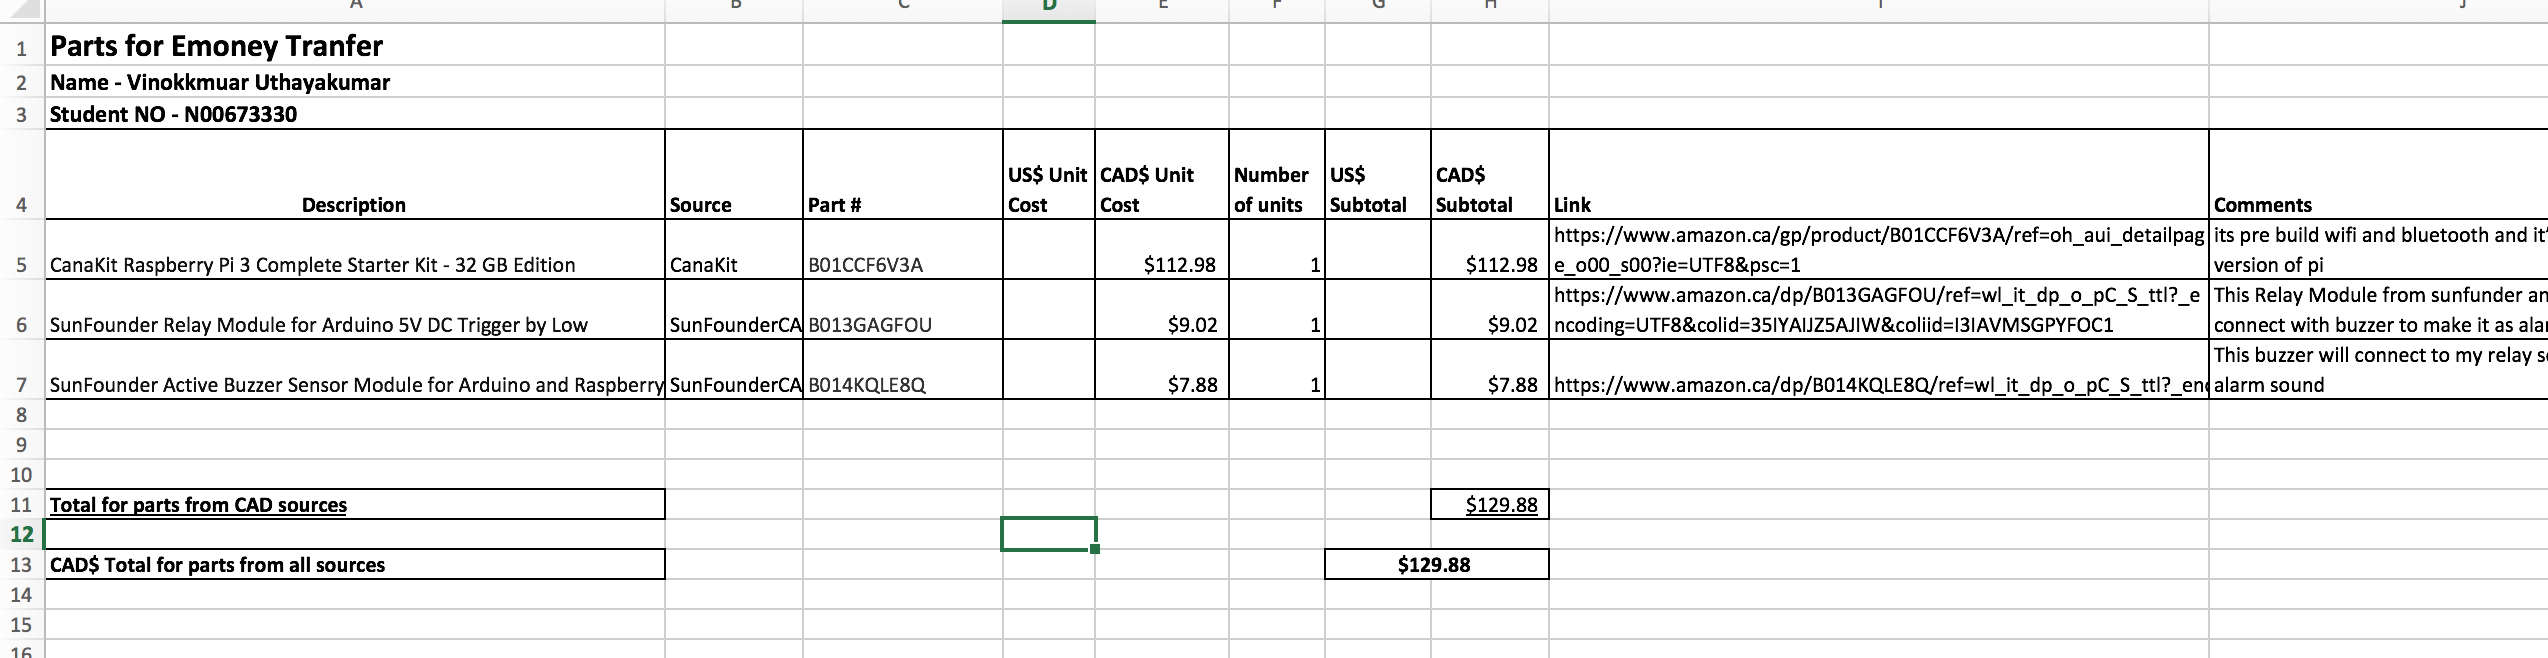 A B C D E F G H I J
1 Parts for Emoney Tranfer
2 Name - Vinokkmuar Uthayakumar
3 Student NO - N00673330
US$ Unit CAD$ Unit Number US$ CAD$
4 Description Source Part # Cost Cost of units Subtotal Subtotal Link Comments
https://www.amazon.ca/gp/product/B01CCF6V3A/ref=oh_aui_detailpag its pre build wifi and bluetooth and it'
5 CanaKit Raspberry Pi 3 Complete Starter Kit - 32 GB Edition CanaKit B01CCF6V3A $112.98 1 $112.98 e_o00_s00?ie=UTF8&psc=1 version of pi
https://www.amazon.ca/dp/B013GAGFOU/ref=wl_it_dp_o_pC_S_ttl?_e This Relay Module from sunfunder an
6 SunFounder Relay Module for Arduino 5V DC Trigger by Low SunFounderCA B013GAGFOU $9.02 1 $9.02 ncoding=UTF8&colid=35IYAIJZ5AJIW&coliid=I3IAVMSGPYFOC1 connect with buzzer to make it as alar
This buzzer will connect to my relay s
7 SunFounder Active Buzzer Sensor Module for Arduino and Raspberry SunFounderCA B014KQLE8Q $7.88 1 $7.88 https://www.amazon.ca/dp/B014KQLE8Q/ref=wl_it_dp_o_pC_S_ttl?_en alarm sound
8
9
10
11 Total for parts from CAD sources $129.88
12
13 CAD$ Total for parts from all sources $129.88
14
15
16